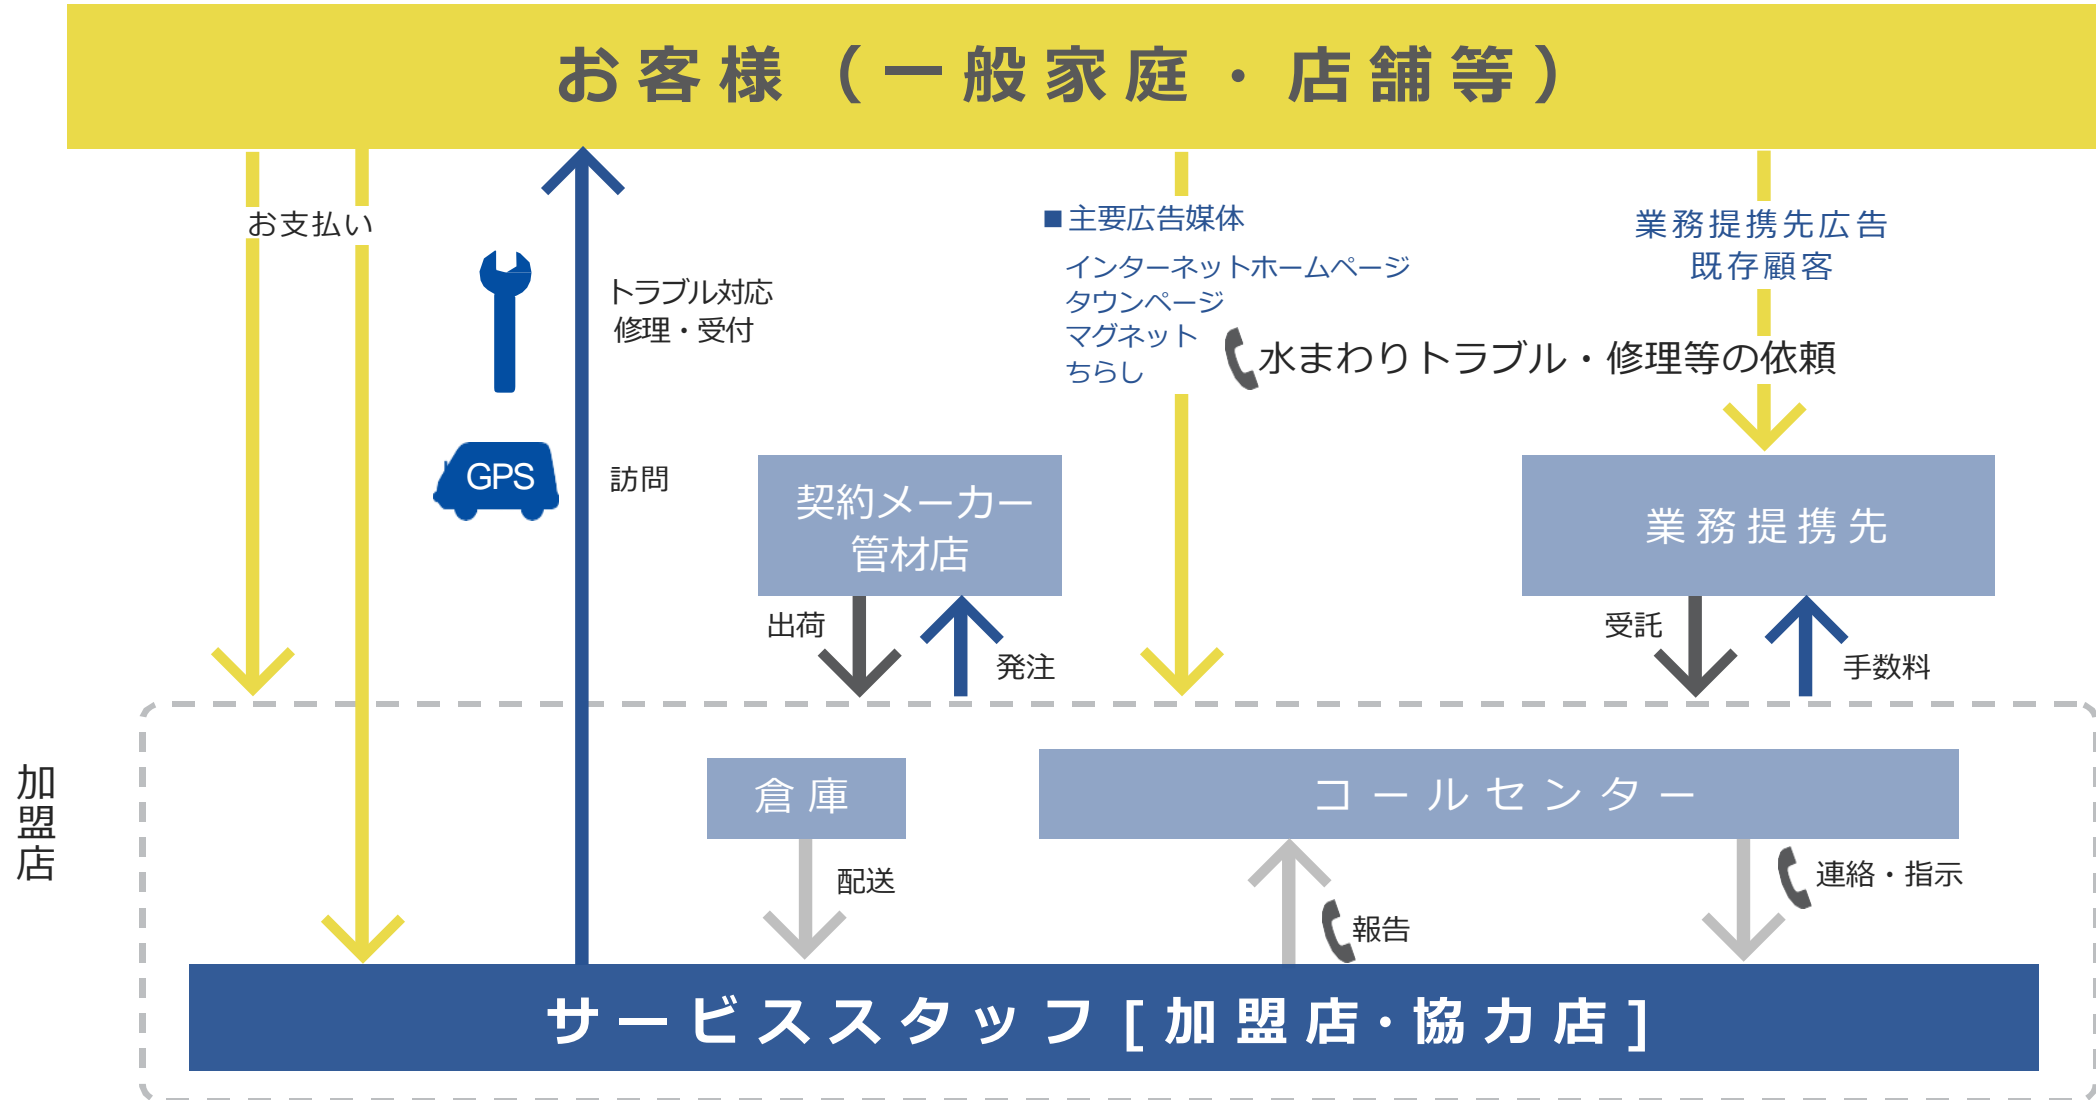 お客様（一般家庭・店舗等）
お支払い
■主要広告媒体
インターネットホームページ
タウンページ
マグネット
ちらし
業務提携先広告
既存顧客
トラブル対応
修理・受付
水まわりトラブル・修理等の依頼
GPS
訪問
契約メーカー
管材店
業務提携先
出荷
発注
受託
手数料
加盟店
倉庫
コールセンター
配送
報告
連絡・指示
サービススタッフ[加盟店・協力店]